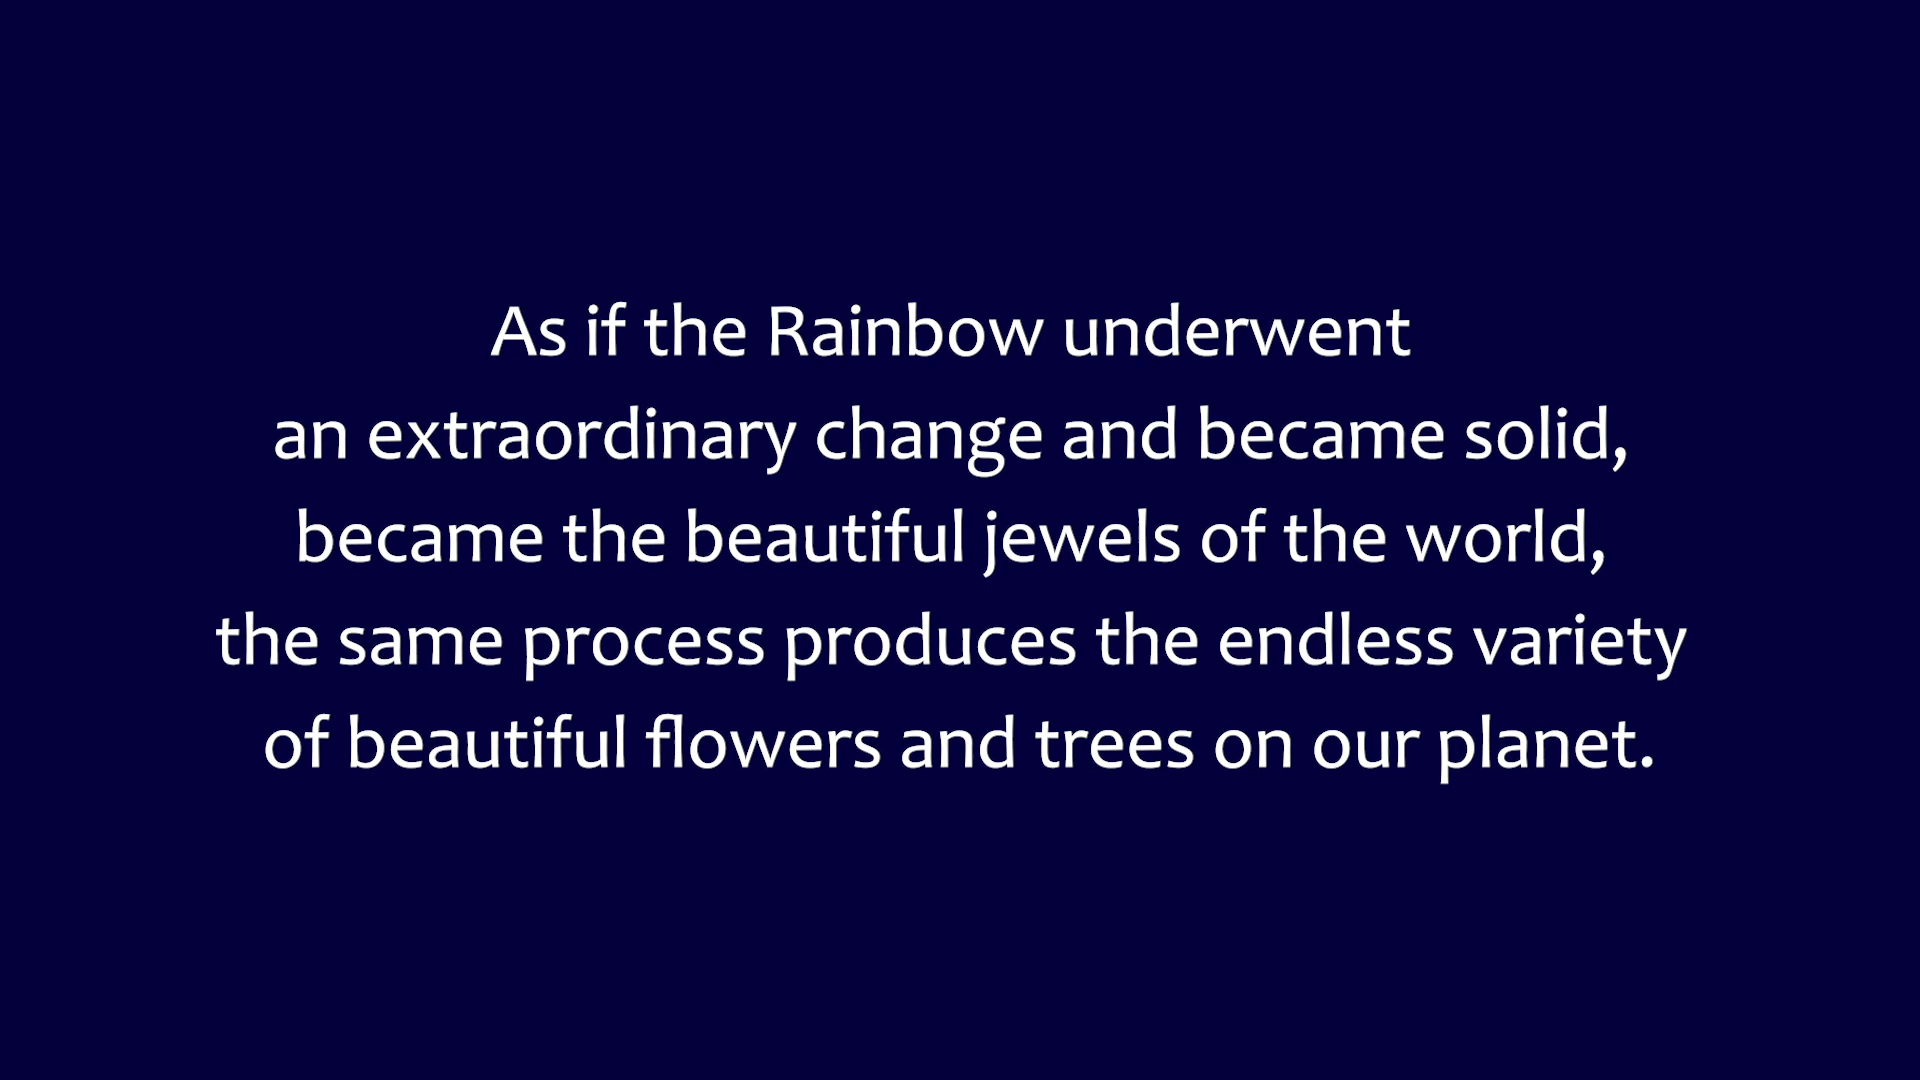 As if the Rainbow underwent
an extraordinary change and became solid,
became the beautiful jewels of the world,
the same process produces the endless variety
of beautiful flowers and trees on our planet.